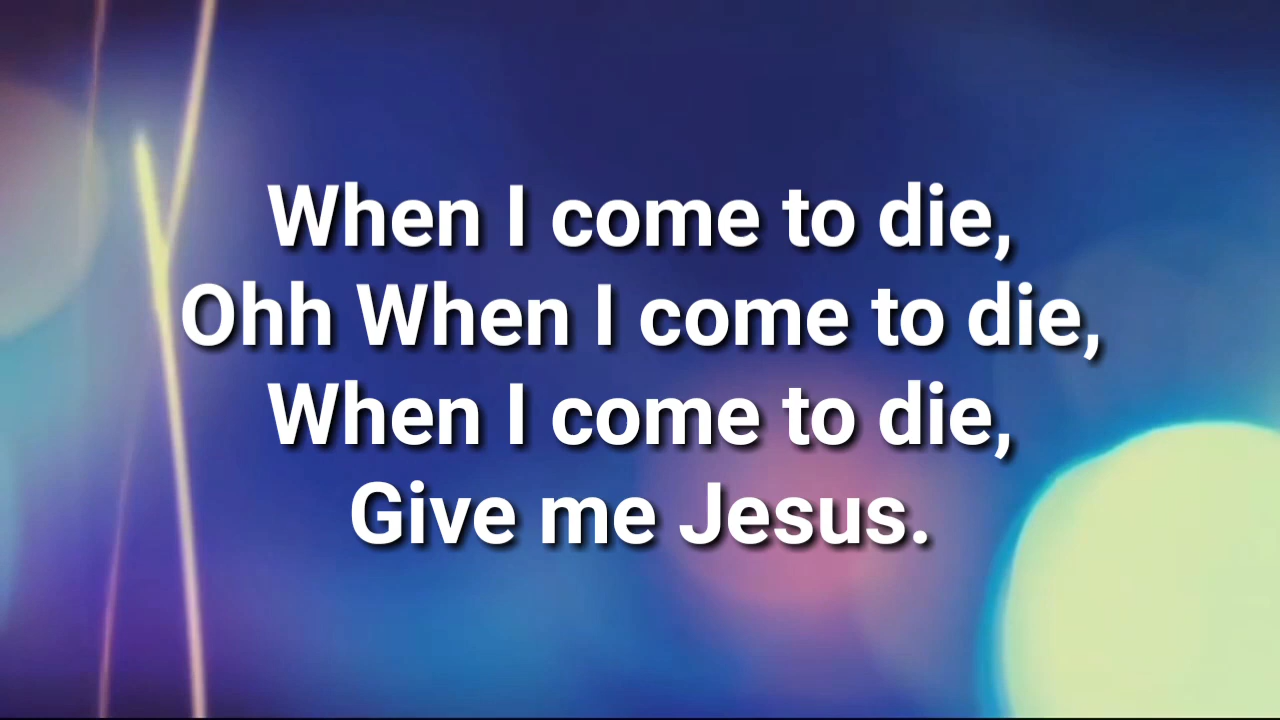 When I come to die,
Ohh When I come to die,
When I come to die,
Give me Jesus.